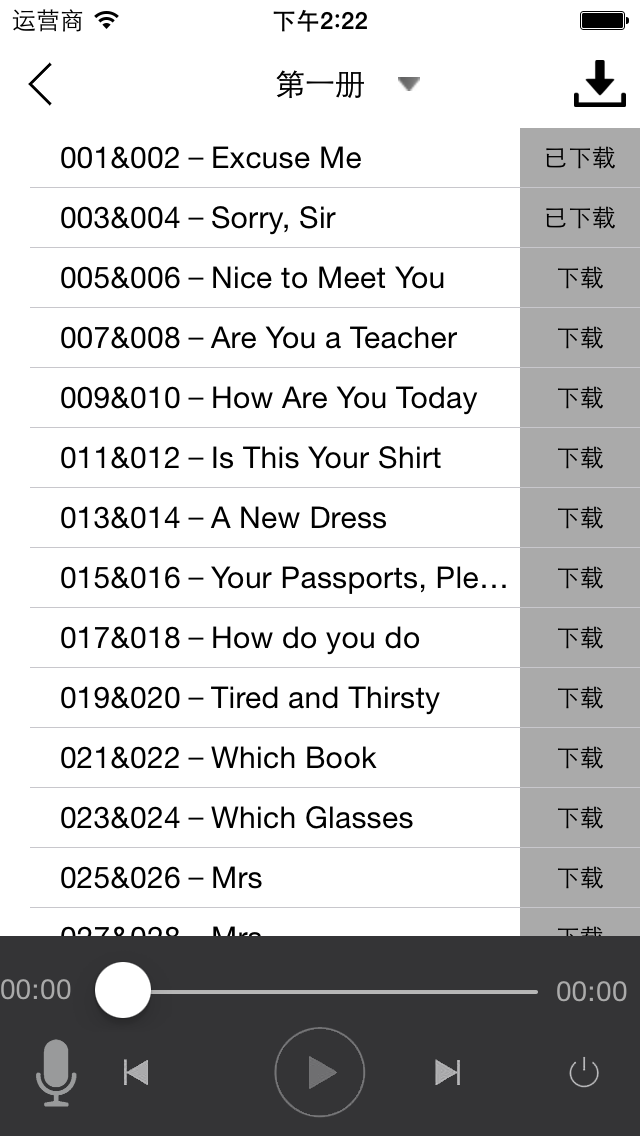 运营商 下午2:22
第一册
001&002 – Excuse Me 已下载
003&004 – Sorry, Sir 已下载
005&006 – Nice to Meet You 下载
007&008 – Are You a Teacher 下载
009&010 – How Are You Today 下载
011&012 – Is This Your Shirt 下载
013&014 – A New Dress 下载
015&016 – Your Passports, Ple... 下载
017&018 – How do you do 下载
019&020 – Tired and Thirsty 下载
021&022 – Which Book 下载
023&024 – Which Glasses 下载
025&026 – Mrs 下载
027&028 – Mrs 下载
00:00 00:00